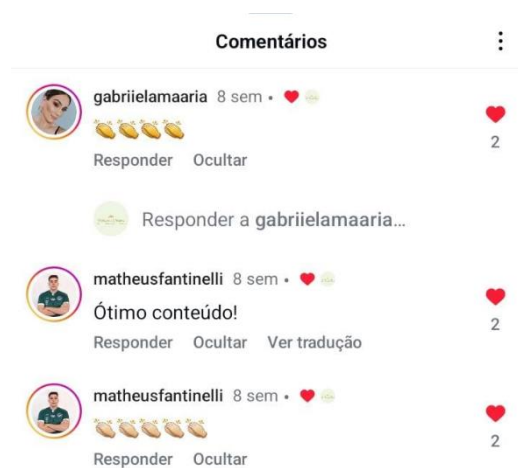 Comentários
gabriielamaaria 8 sem •
👏👏👏👏
2
Responder Ocultar
Responder a gabriielamaaria...
matheusfantinelli 8 sem •
Ótimo conteúdo!
2
Responder Ocultar Ver tradução
matheusfantinelli 8 sem •
👏🏼👏🏼👏🏼👏🏼👏🏼
2
Responder Ocultar